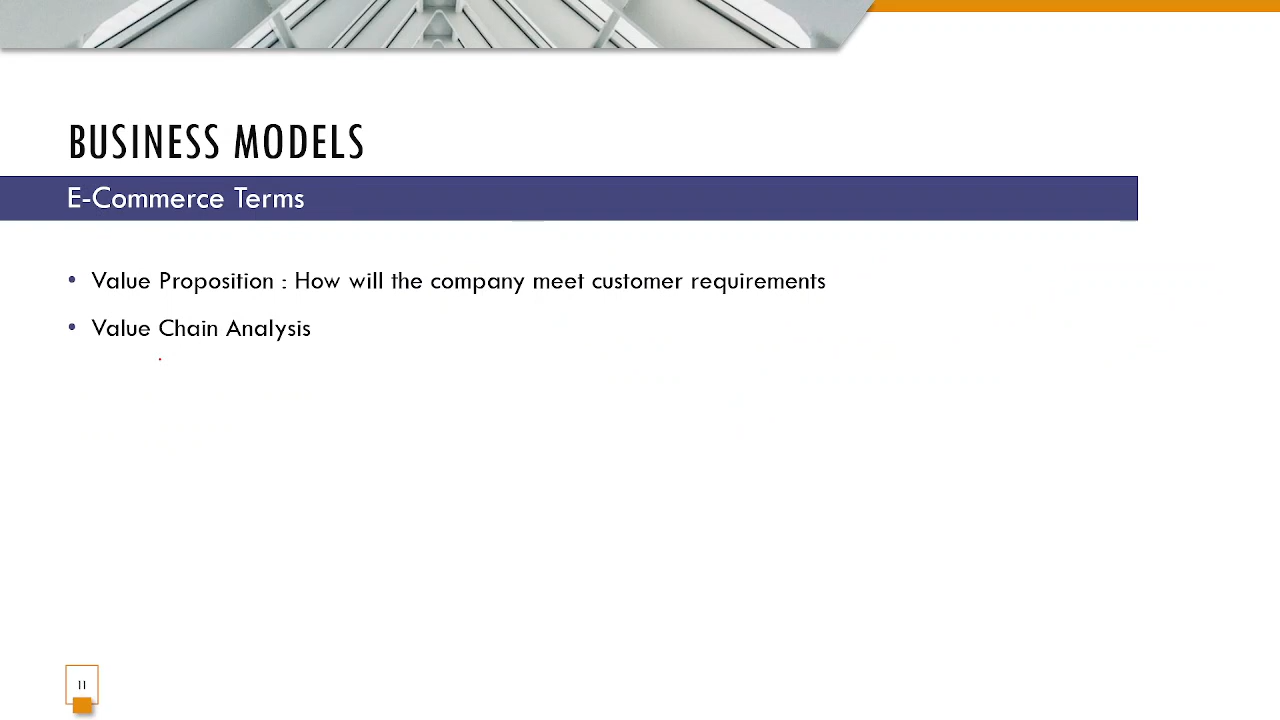 BUSINESS MODELS
E-Commerce Terms
• Value Proposition : How will the company meet customer requirements
• Value Chain Analysis
11